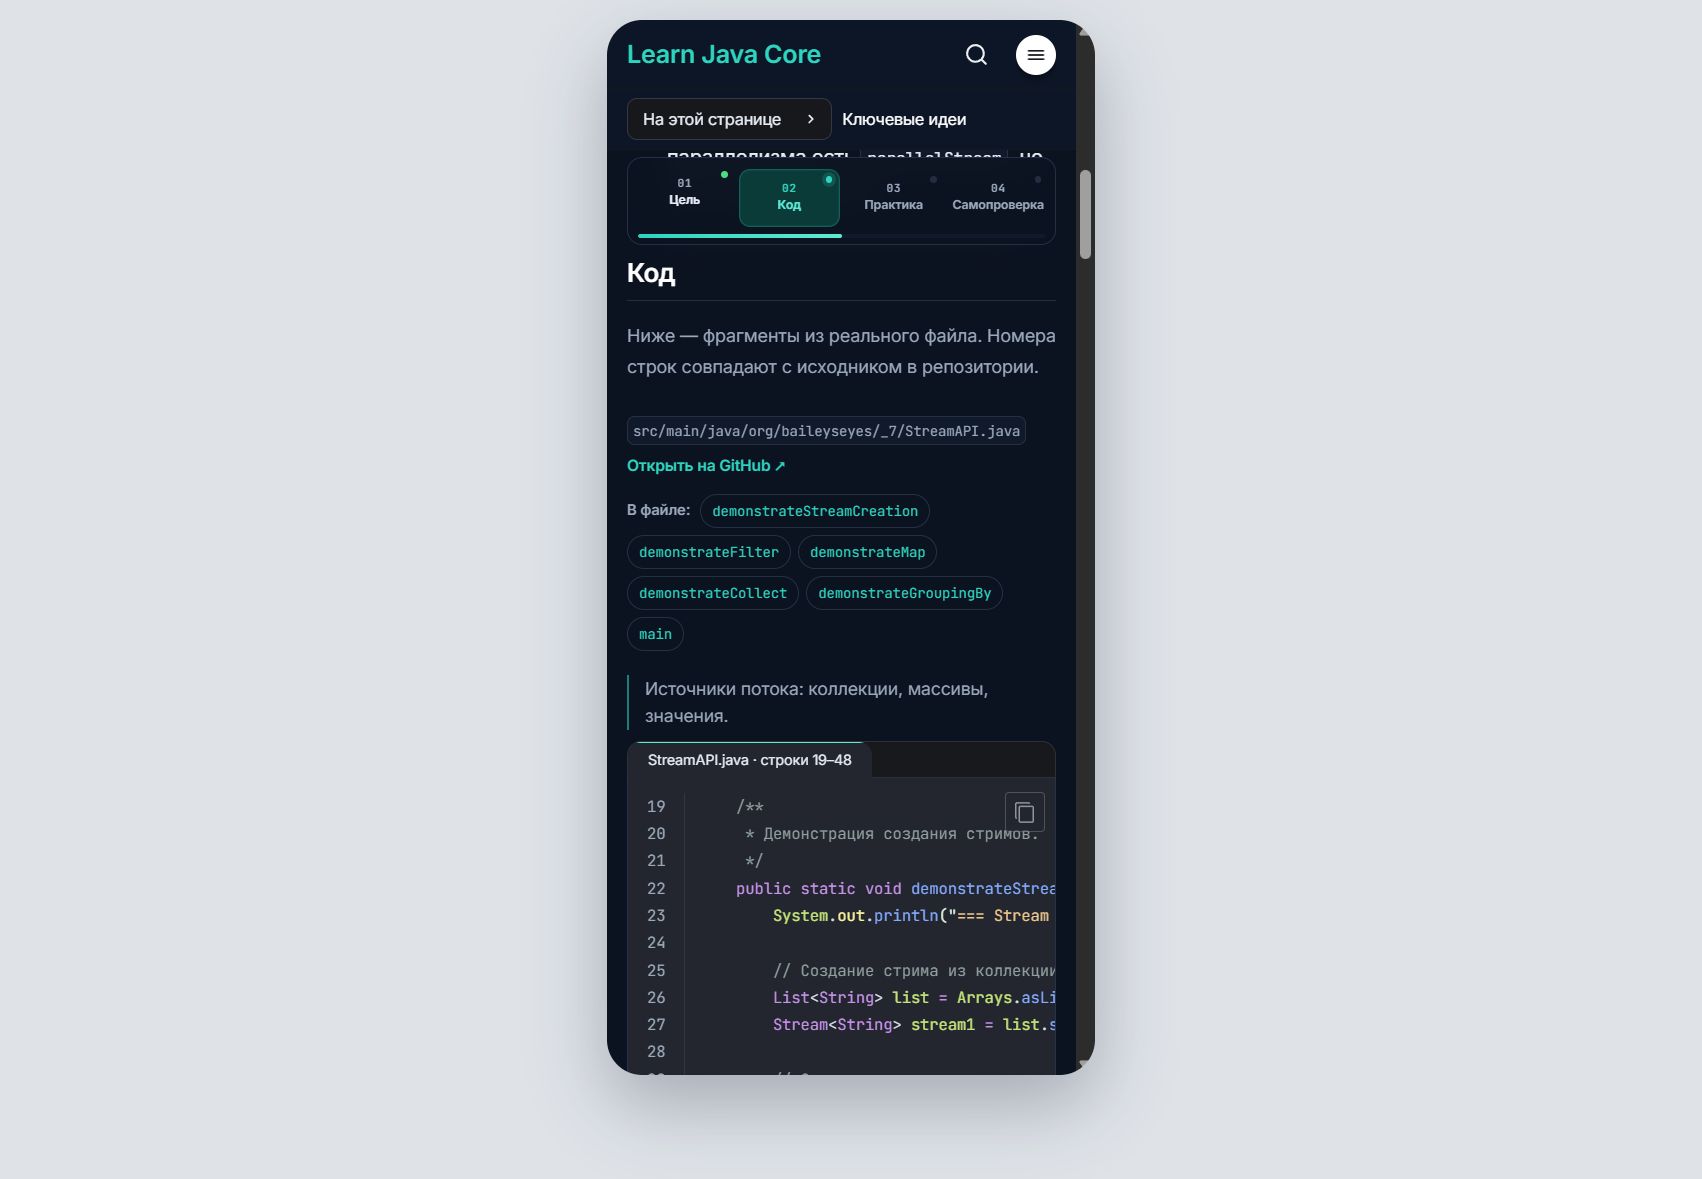 Learn Java Core
На этой странице
Ключевые идеи
параллелизма есть parallelStream, но
01 02 03 04
Цель Код Практика Самопроверка
Код
Ниже — фрагменты из реального файла. Номера
строк совпадают с исходником в репозитории.
src/main/java/org/baileyseyes/_7/StreamAPI.java
Открыть на GitHub ↗
В файле: demonstrateStreamCreation
demonstrateFilter demonstrateMap
demonstrateCollect demonstrateGroupingBy
main
Источники потока: коллекции, массивы,
значения.
StreamAPI.java · строки 19–48
19 /**
20 * Демонстрация создания стримов.
21 */
22 public static void demonstrateStrea
23 System.out.println("=== Stream
24
25 // Создание стрима из коллекции
26 List<String> list = Arrays.asLi
27 Stream<String> stream1 = list.s
28